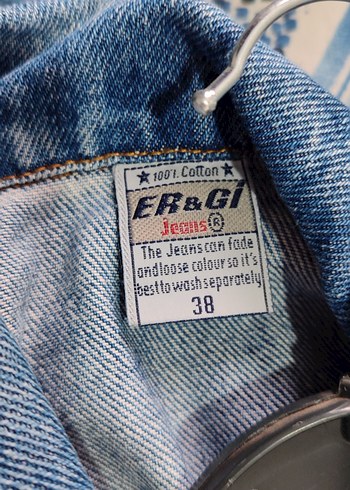 ★ 100% Cotton ★
ER&Gi
Jeans®
The Jeans can fade
and loose colour so it's
best to wash separately
38